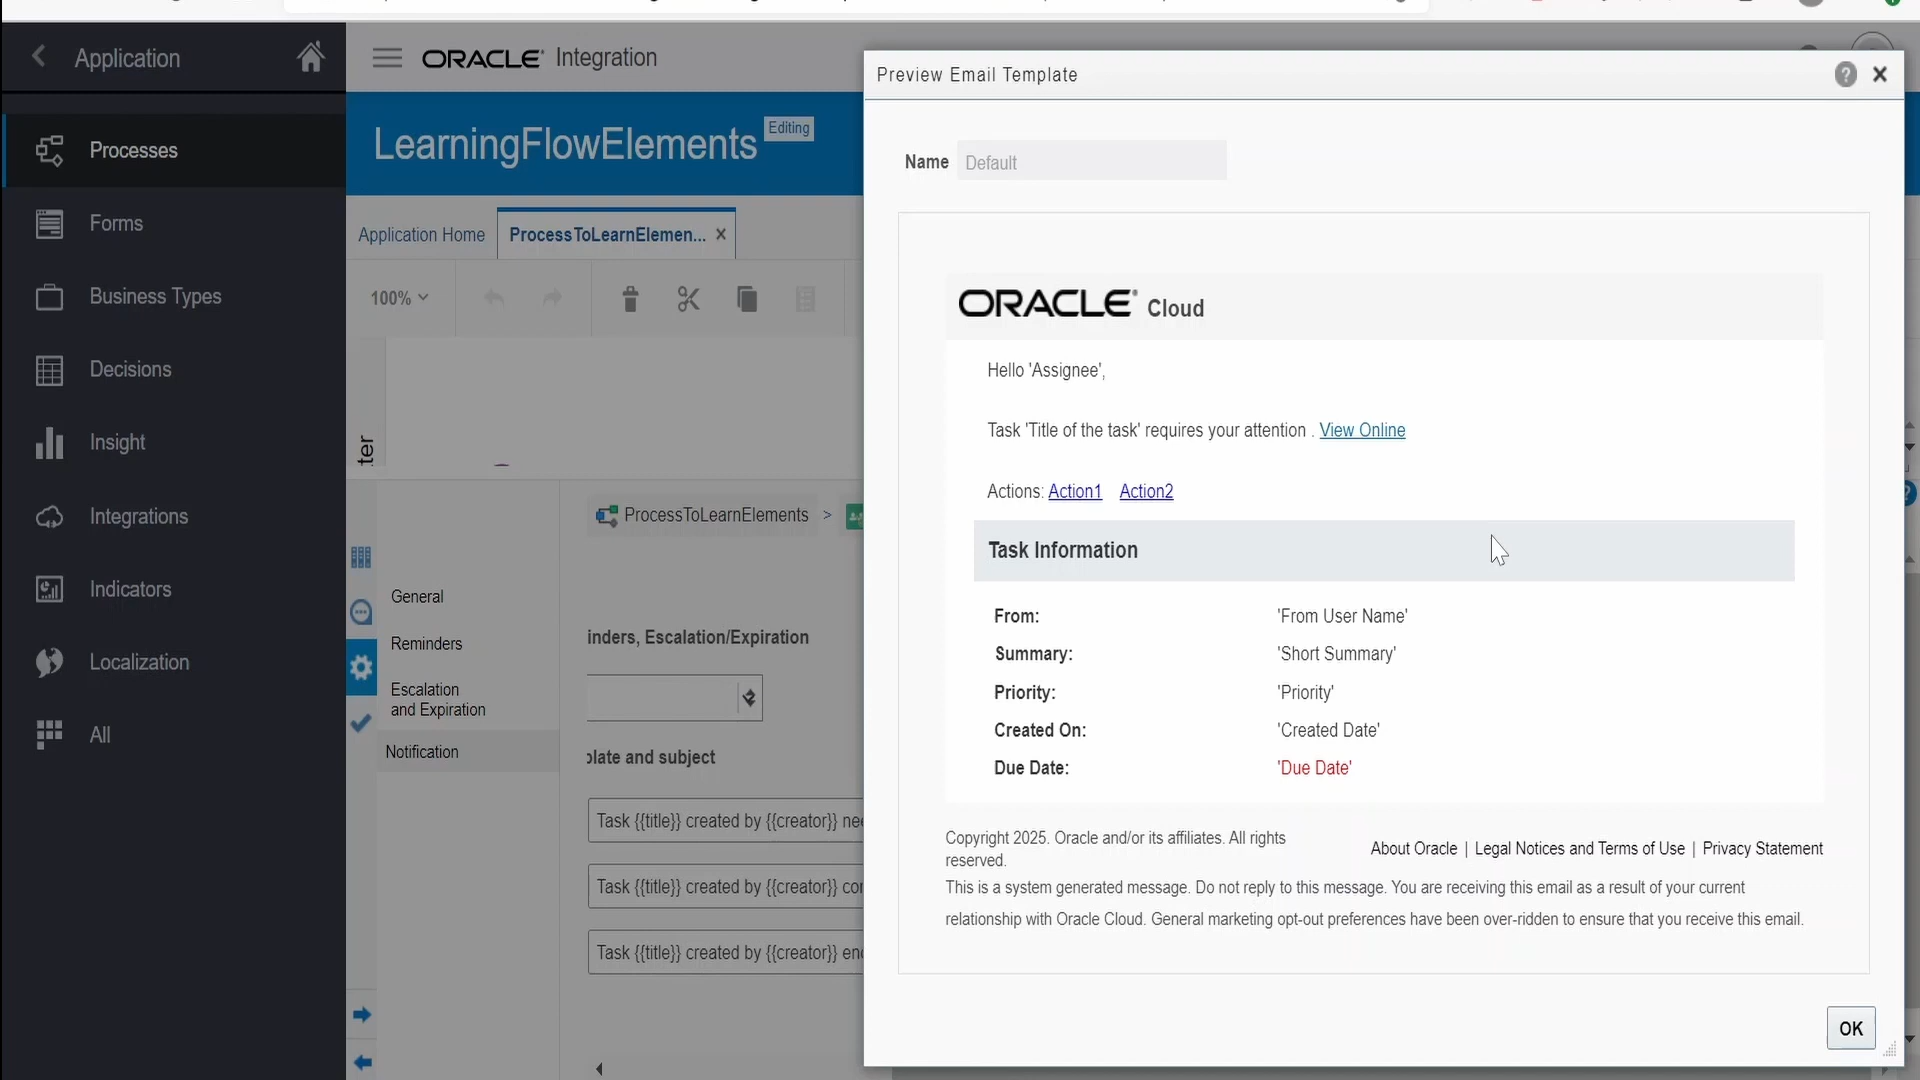 Application
ORACLE Integration
LearningFlowElements
Editing
Processes
Forms
Business Types
Decisions
Insight
Integrations
Indicators
Localization
All
Application Home
ProcessToLearnElemen...
100%
ter
ProcessToLearnElements >
General
Reminders
Escalation
and Expiration
Notification
inders, Escalation/Expiration
plate and subject
Task {{title}} created by {{creator}} nee
Task {{title}} created by {{creator}} con
Task {{title}} created by {{creator}} enc
Preview Email Template
?
Name Default
ORACLE Cloud
Hello 'Assignee',
Task 'Title of the task' requires your attention . View Online
Actions: Action1 Action2
Task Information
From: 'From User Name'
Summary: 'Short Summary'
Priority: 'Priority'
Created On: 'Created Date'
Due Date: 'Due Date'
Copyright 2025. Oracle and/or its affiliates. All rights
reserved.
About Oracle | Legal Notices and Terms of Use | Privacy Statement
This is a system generated message. Do not reply to this message. You are receiving this email as a result of your current
relationship with Oracle Cloud. General marketing opt-out preferences have been over-ridden to ensure that you receive this email.
OK